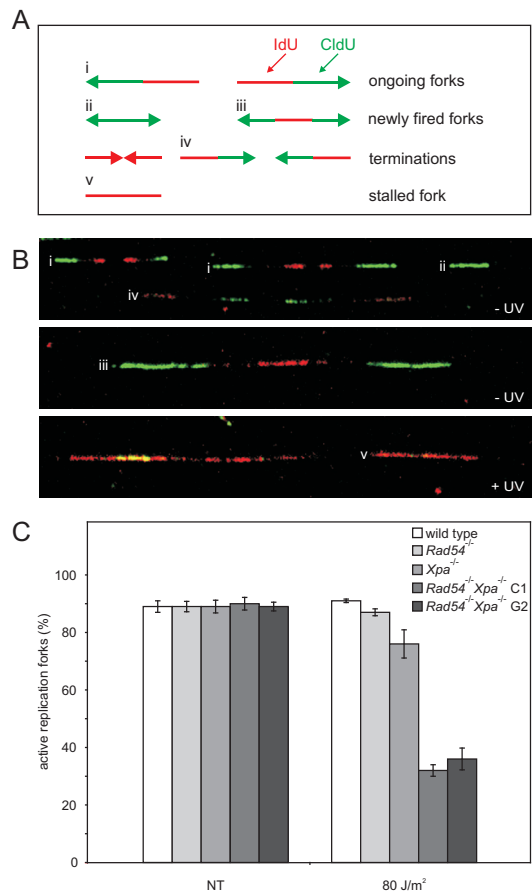 A
IdU CldU
i
ongoing forks
ii
iii
newly fired forks
iv
terminations
v
stalled fork
B
i
i
ii
iv
- UV
iii
- UV
v
+ UV
C
wild type
Rad54-/-
Xpa-/-
Rad54-/-Xpa-/- C1
Rad54-/-Xpa-/- G2
active replication forks (%)
100
80
60
40
20
0
NT 80 J/m²